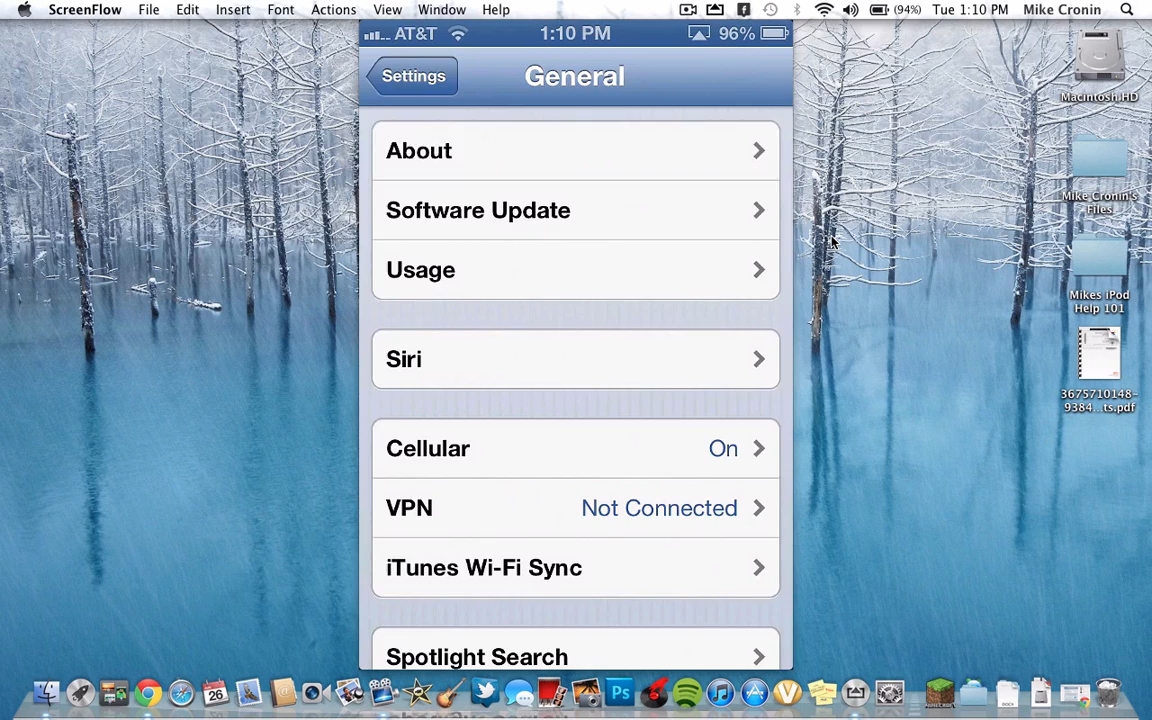 ScreenFlow File Edit Insert Font Actions View Window Help (94%) Tue 1:10 PM Mike Cronin
AT&T 1:10 PM 96%
Settings General
About
Software Update
Usage
Siri
Cellular On
VPN Not Connected
iTunes Wi-Fi Sync
Spotlight Search
Macintosh HD
Mike Cronin's
Files
Mikes iPod
Help 101
3675710148-
9384...ts.pdf
26
Ps